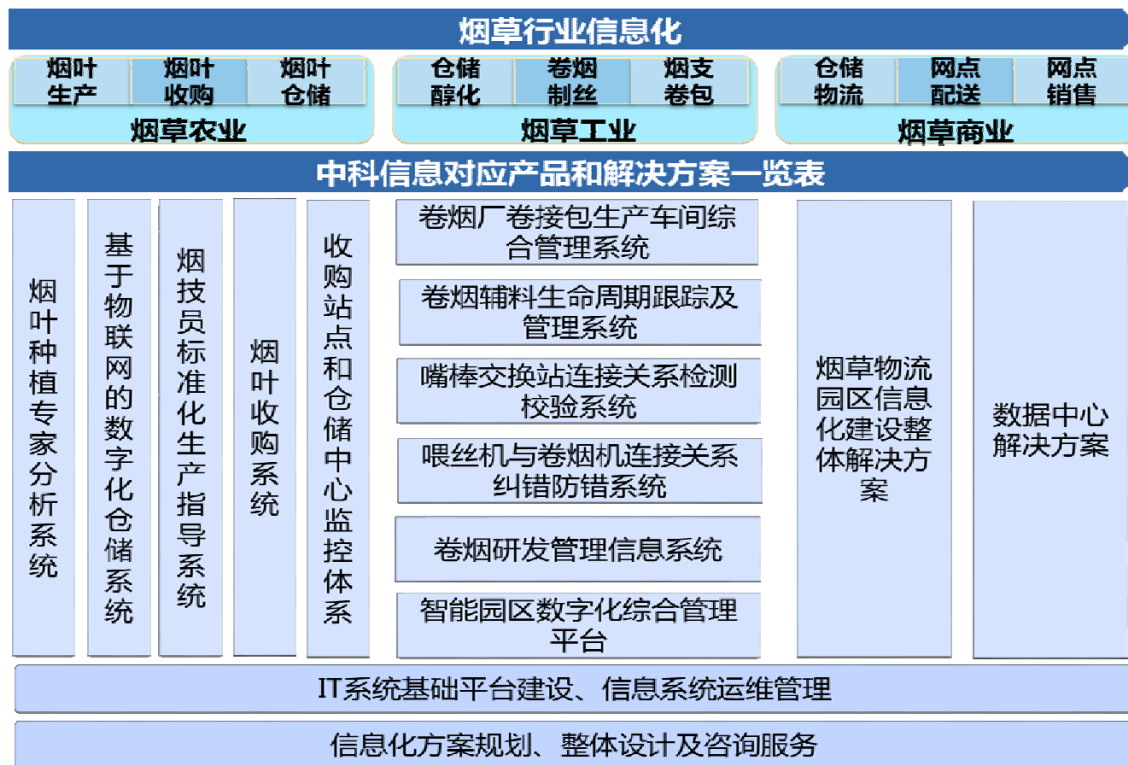 烟草行业信息化
烟叶
生产
烟叶
收购
烟叶
仓储
烟草农业
仓储
醇化
卷烟
制丝
烟支
卷包
烟草工业
仓储
物流
网点
配送
网点
销售
烟草商业
中科信息对应产品和解决方案一览表
烟叶种植专家分析系统
基于物联网的数字化仓储系统
烟技员标准化生产指导系统
烟叶收购系统
收购站点和仓储中心监控体系
卷烟厂卷接包生产车间综
合管理系统
卷烟辅料生命周期跟踪及
管理系统
嘴棒交换站连接关系检测
校验系统
喂丝机与卷烟机连接关系
纠错防错系统
卷烟研发管理信息系统
智能园区数字化综合管理
平台
烟草物流
园区信息
化建设整
体解决方
案
数据中心
解决方案
IT系统基础平台建设、信息系统运维管理
信息化方案规划、整体设计及咨询服务